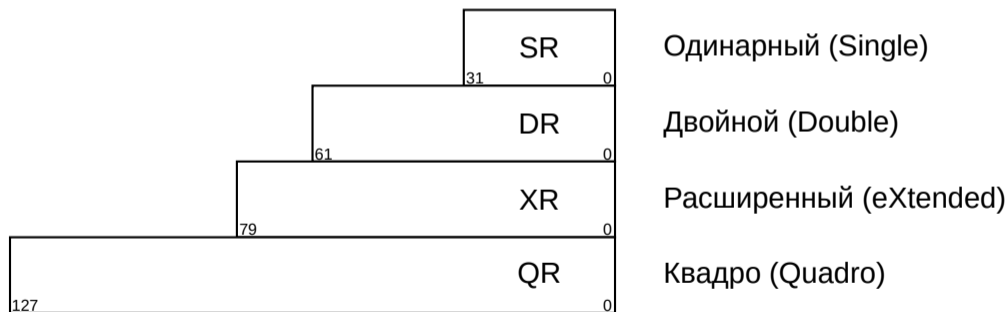 SR Одинарный (Single)
31 0
DR Двойной (Double)
61 0
XR Расширенный (eXtended)
79 0
QR Квадро (Quadro)
127 0